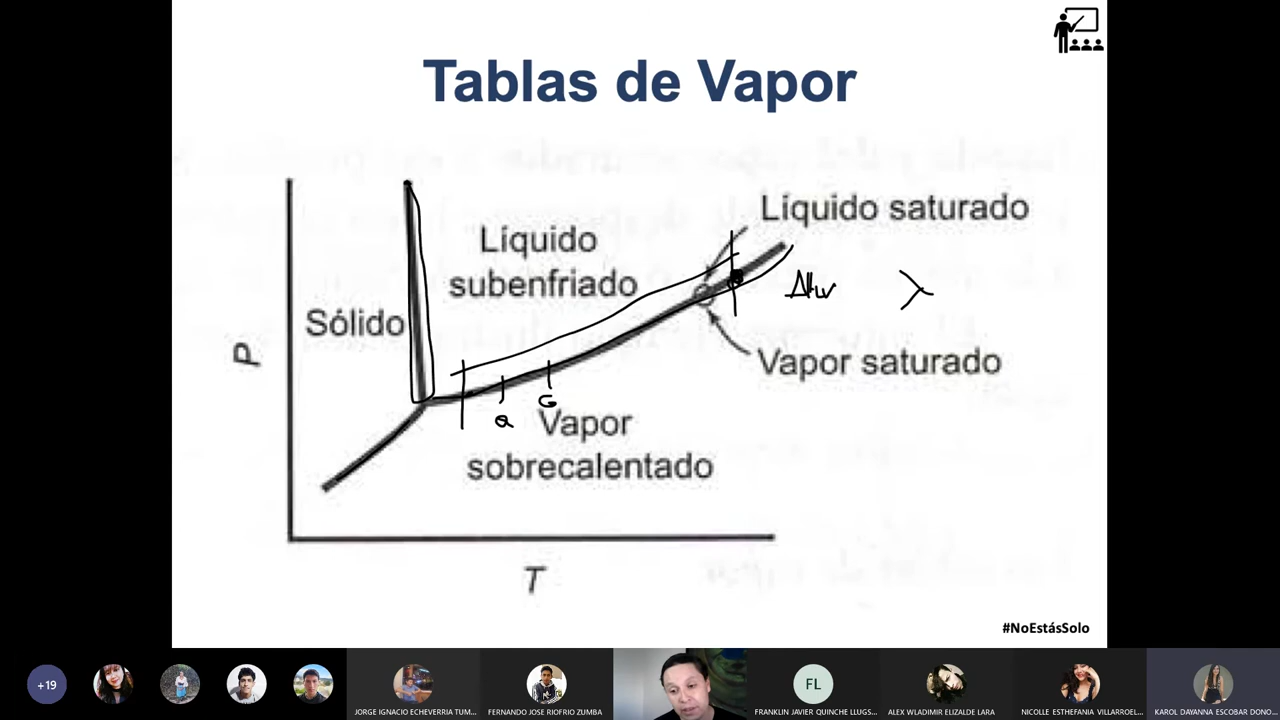 Tablas de Vapor
Líquido saturado
Líquido
subenfriado
ΔHv λ
Sólido
P
Vapor saturado
a G
Vapor
sobrecalentado
T
#NoEstásSolo
+19
FL
JORGE IGNACIO ECHEVERRIA TUM...
FERNANDO JOSE RIOFRIO ZUMBA
FRANKLIN JAVIER QUINCHE LLUGS...
ALEX WLADIMIR ELIZALDE LARA
NICOLLE ESTHEFANIA VILLARROEL...
KAROL DAYANNA ESCOBAR DONO...